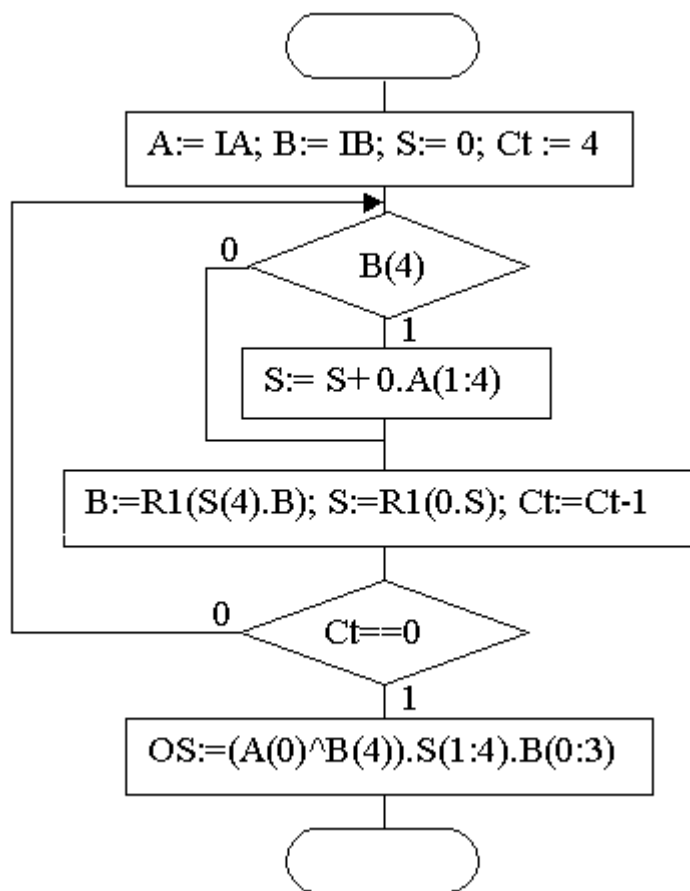 A:= IA; B:= IB; S:= 0; Ct := 4
0
B(4)
1
S:= S+ 0.A(1:4)
B:=R1(S(4).B); S:=R1(0.S); Ct:=Ct-1
0
Ct==0
1
OS:=(A(0)^B(4)).S(1:4).B(0:3)